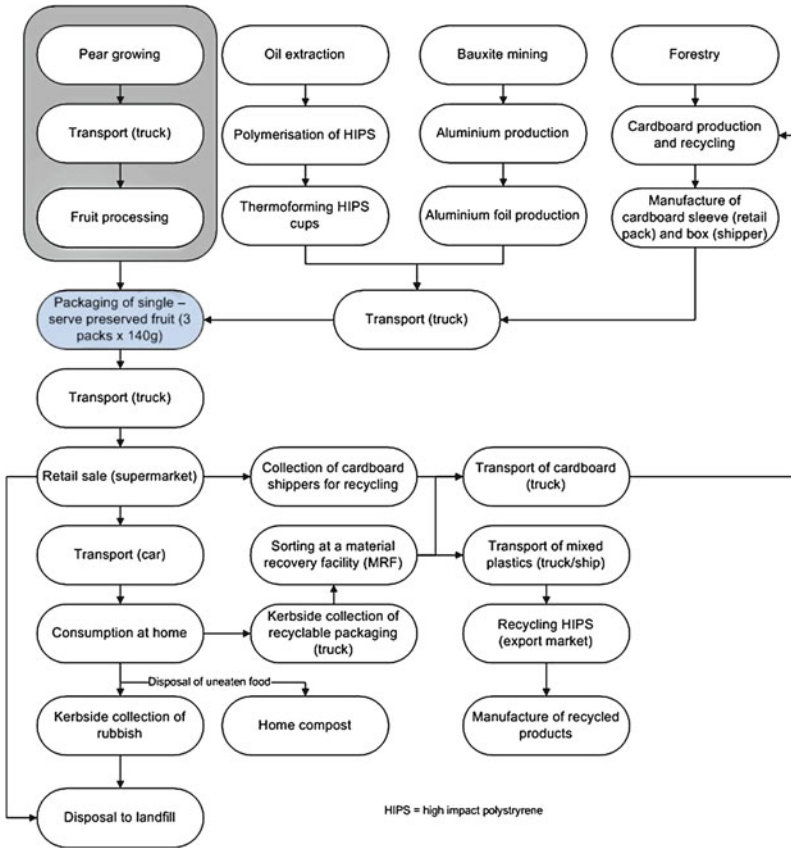 Pear growing
Oil extraction
Bauxite mining
Forestry
Transport (truck)
Polymerisation of HIPS
Aluminium production
Cardboard production
and recycling
Fruit processing
Thermoforming HIPS
cups
Aluminium foil production
Manufacture of
cardboard sleeve (retail
pack) and box (shipper)
Packaging of single –
serve preserved fruit (3
packs x 140g)
Transport (truck)
Transport (truck)
Retail sale (supermarket)
Collection of cardboard
shippers for recycling
Transport of cardboard
(truck)
Transport (car)
Sorting at a material
recovery facility (MRF)
Transport of mixed
plastics (truck/ship)
Consumption at home
Kerbside collection of
recyclable packaging
(truck)
Recycling HIPS
(export market)
Disposal of uneaten food
Kerbside collection of
rubbish
Home compost
Manufacture of recycled
products
Disposal to landfill
HIPS = high impact polystryrene